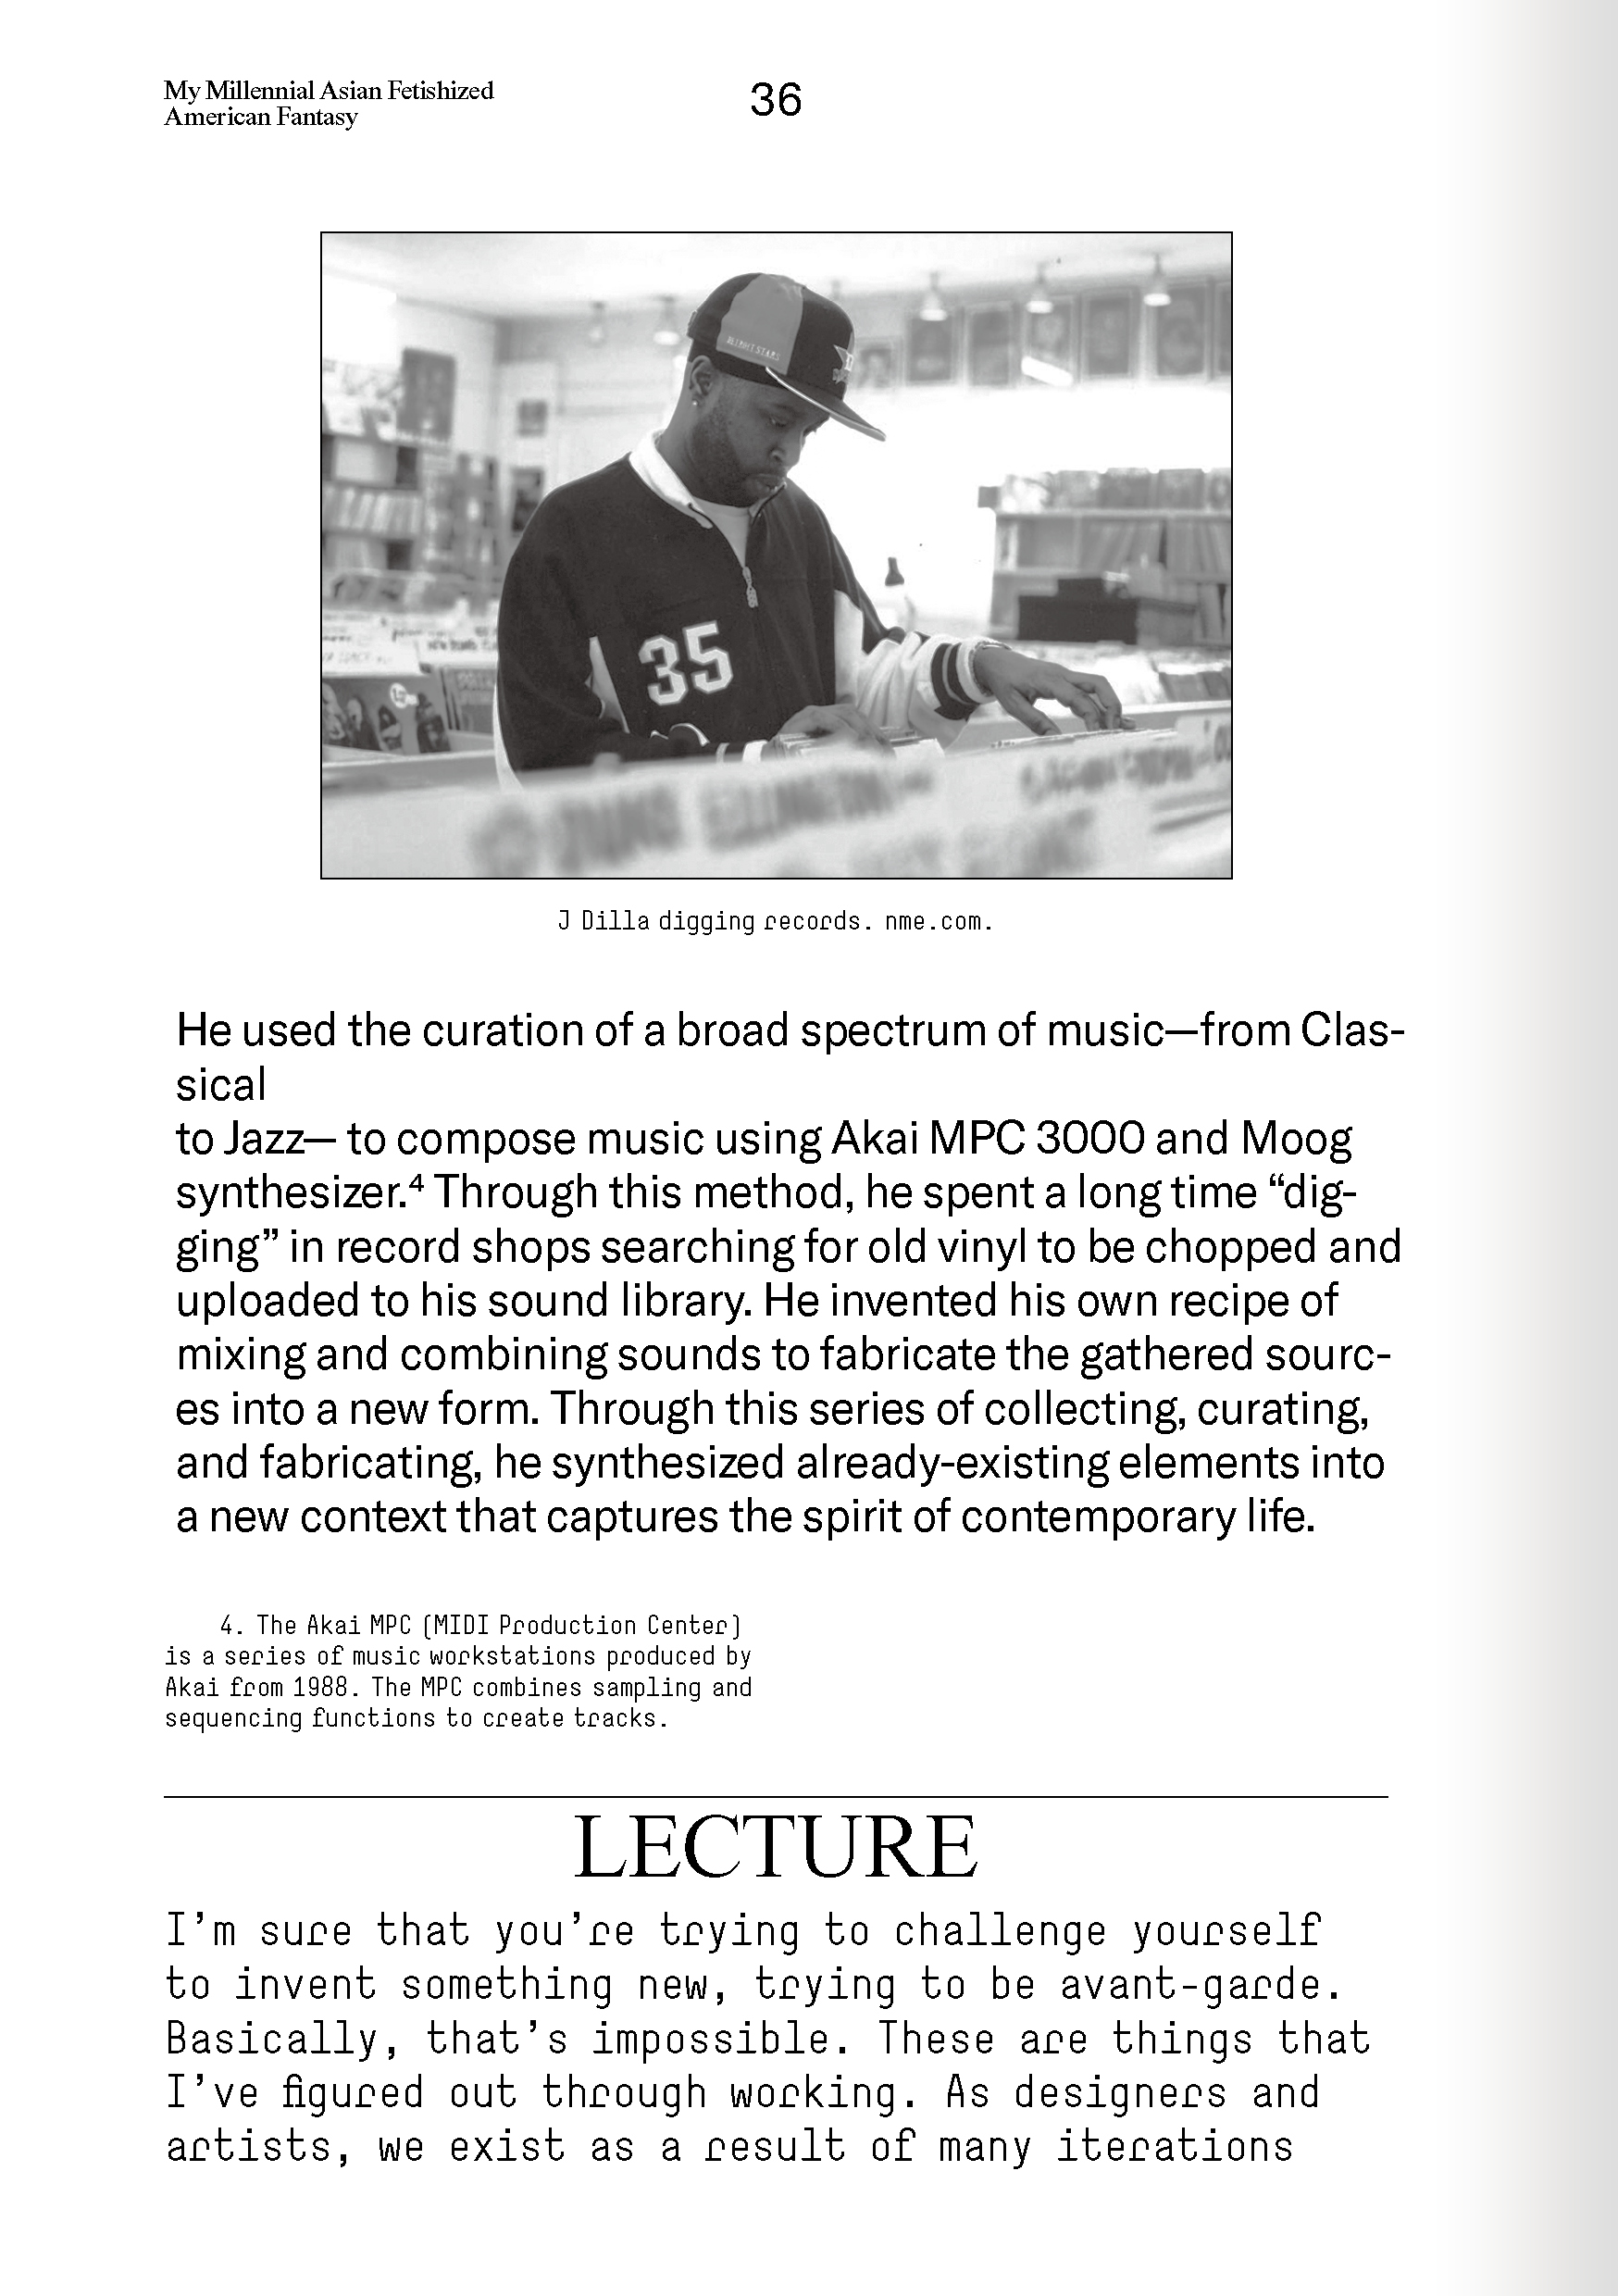 My Millennial Asian Fetishized
American Fantasy
36
35
J Dilla digging records. nme.com.
He used the curation of a broad spectrum of music—from Clas-
sical
to Jazz— to compose music using Akai MPC 3000 and Moog
synthesizer.⁴ Through this method, he spent a long time “dig-
ging” in record shops searching for old vinyl to be chopped and
uploaded to his sound library. He invented his own recipe of
mixing and combining sounds to fabricate the gathered sourc-
es into a new form. Through this series of collecting, curating,
and fabricating, he synthesized already-existing elements into
a new context that captures the spirit of contemporary life.
4. The Akai MPC (MIDI Production Center)
is a series of music workstations produced by
Akai from 1988. The MPC combines sampling and
sequencing functions to create tracks.
LECTURE
I’m sure that you’re trying to challenge yourself
to invent something new, trying to be avant-garde.
Basically, that’s impossible. These are things that
I’ve figured out through working. As designers and
artists, we exist as a result of many iterations